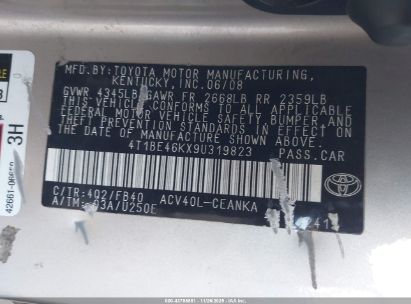 MFD.BY:TOYOTA MOTOR MANUFACTURING,
KENTUCKY,INC.06/08
GVWR 4345LB GAWR FR 2668LB RR 2359LB
THIS VEHICLE CONFORMS TO ALL APPLICABLE
FEDERAL MOTOR VEHICLE SAFETY, BUMPER, AND
THEFT PREVENTION STANDARDS IN EFFECT ON
THE DATE OF MANUFACTURE SHOWN ABOVE.
4T1BE46KX9U319823 PASS.CAR
C/TR:4Q2/FB40 ACV40L-CEANKA
A/TM:-03A/U250E
TOYOTA
3H